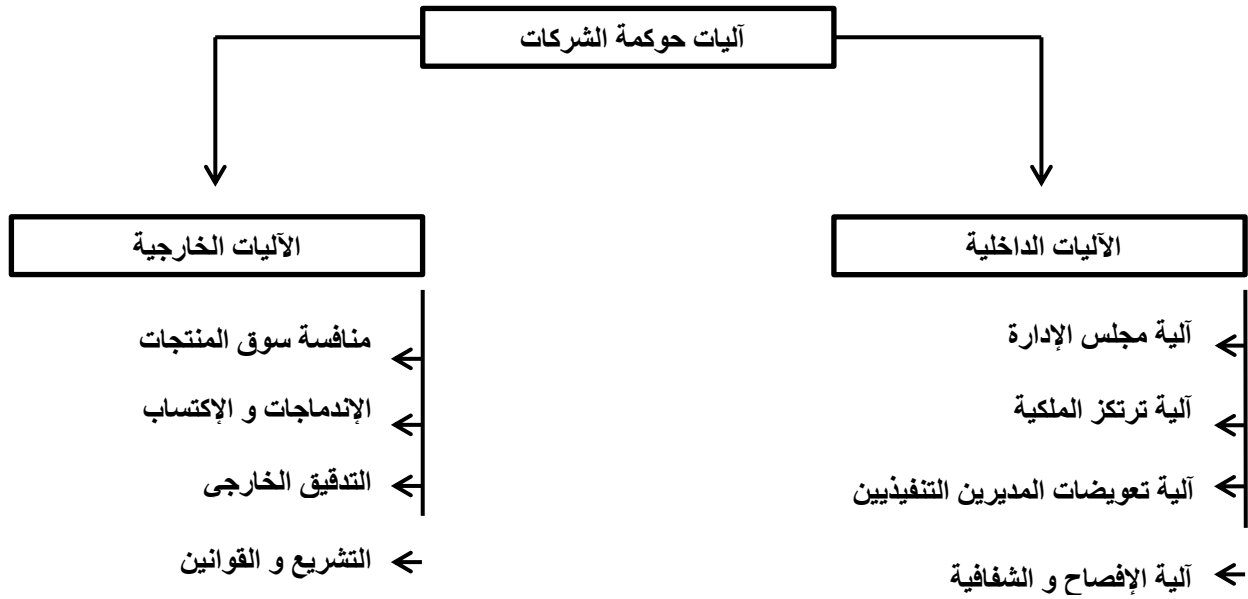 آليات حوكمة الشركات
الآليات الداخلية
آلية مجلس الإدارة
آلية ترتكز الملكية
آلية تعويضات المديرين التنفيذيين
آلية الإفصاح و الشفافية
الآليات الخارجية
منافسة سوق المنتجات
الإندماجات و الإكتساب
التدقيق الخارجى
التشريع و القوانين